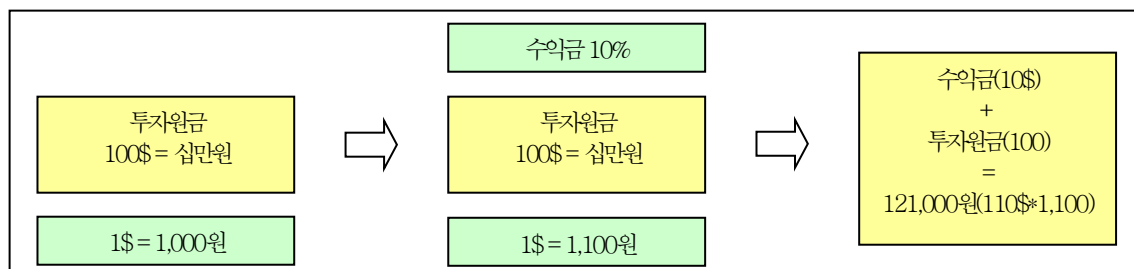 투자원금
100$ = 십만원
1$ = 1,000원
수익금 10%
투자원금
100$ = 십만원
1$ = 1,100원
수익금(10$)
+
투자원금(100)
=
121,000원(110$*1,100)